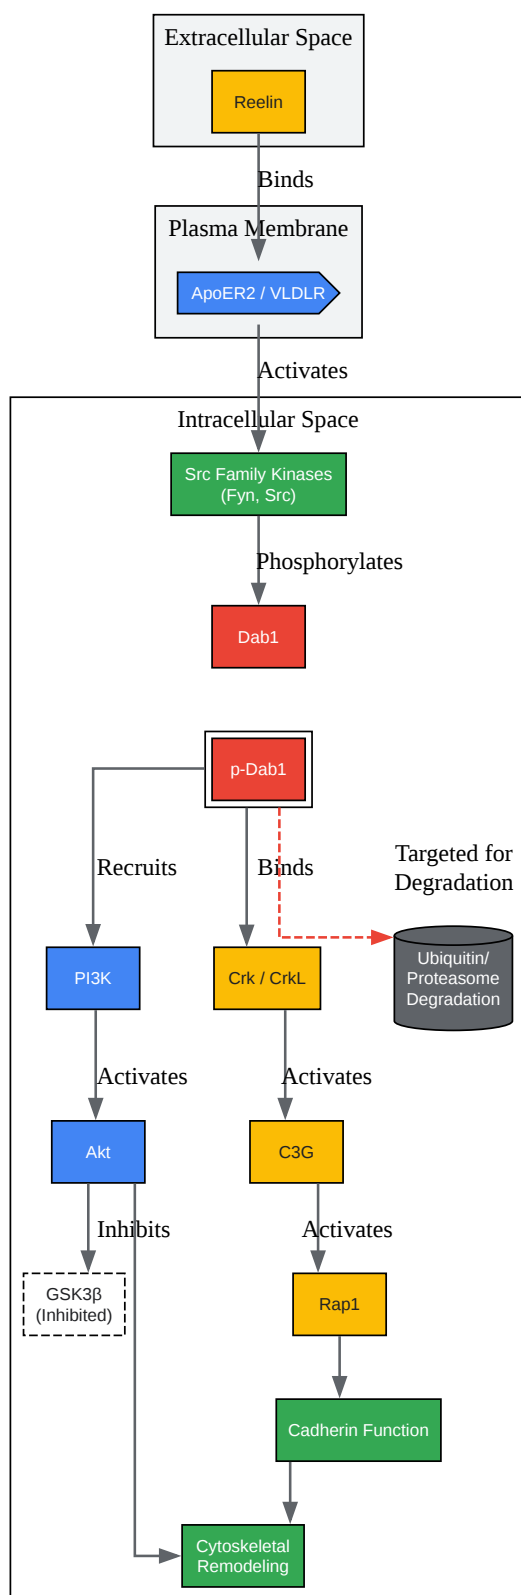 Extracellular Space
Reelin
Binds
Plasma Membrane
ApoER2 / VLDLR
Activates
Intracellular Space
Src Family Kinases
(Fyn, Src)
Phosphorylates
Dab1
p-Dab1
Recruits
Binds
Targeted for
Degradation
Ubiquitin/
Proteasome
Degradation
PI3K
Crk / CrkL
Activates
Activates
Akt
C3G
Inhibits
Activates
GSK3β
(Inhibited)
Rap1
Cadherin Function
Cytoskeletal
Remodeling